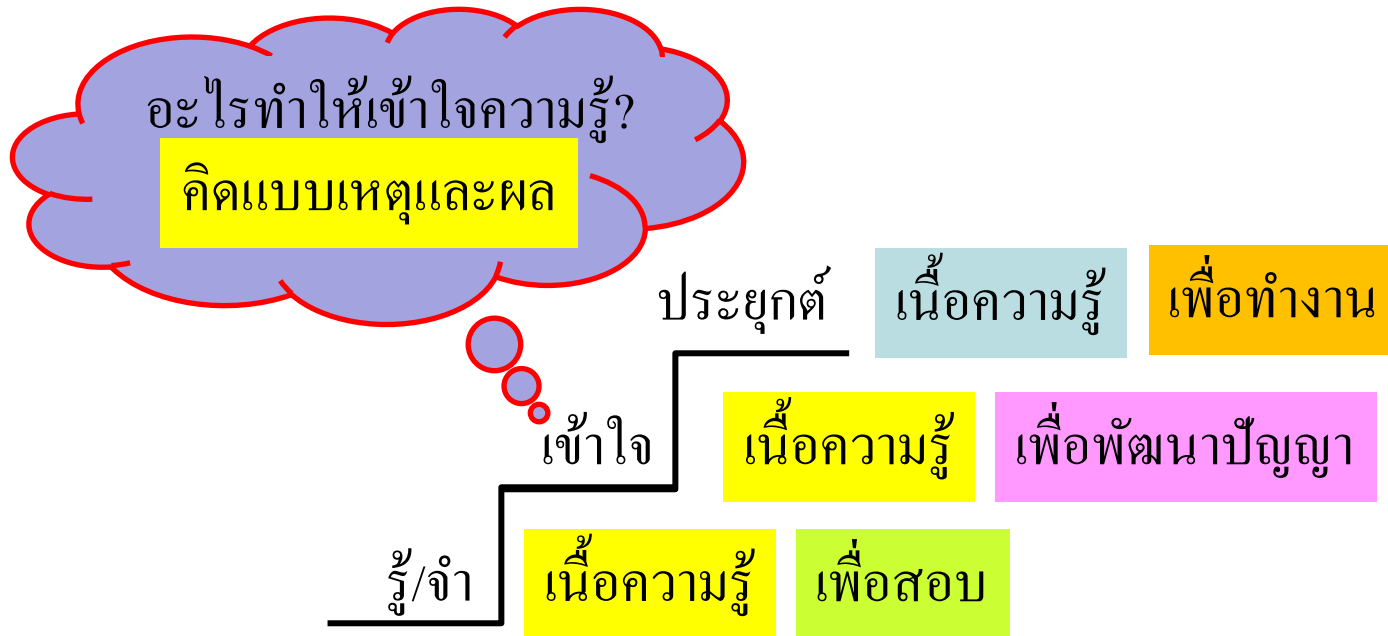 อะไรทำให้เข้าใจความรู้?
คิดแบบเหตุและผล
ประยุกต์ เนื้อความรู้ เพื่อทำงาน
เข้าใจ เนื้อความรู้ เพื่อพัฒนาปัญญา
รู้/จำ เนื้อความรู้ เพื่อสอบ